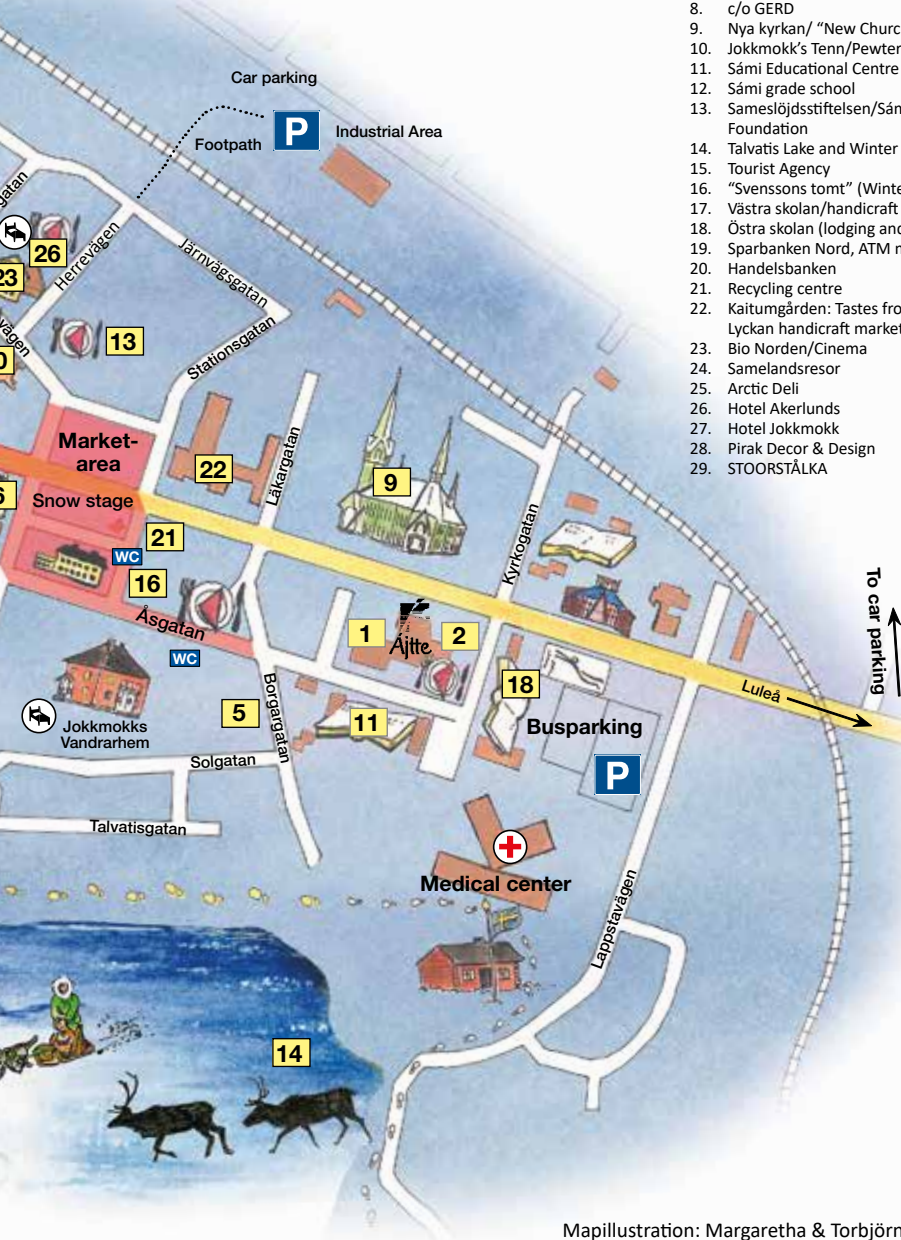 8. c/o GERD
9. Nya kyrkan/ “New Churc
10. Jokkmokk’s Tenn/Pewter
11. Sámi Educational Centre
12. Sámi grade school
13. Sameslöjdsstiftelsen/Sám
Foundation
14. Talvatis Lake and Winter
15. Tourist Agency
16. “Svenssons tomt” (Winte
17. Västra skolan/handicraft
18. Östra skolan (lodging and
19. Sparbanken Nord, ATM m
20. Handelsbanken
21. Recycling centre
22. Kaitumgården: Tastes fro
Lyckan handicraft market
23. Bio Norden/Cinema
24. Samelandsresor
25. Arctic Deli
26. Hotel Akerlunds
27. Hotel Jokkmokk
28. Pirak Decor & Design
29. STOORSTÅLKA
Car parking
P
Footpath
Industrial Area
gatan
26
Herrevägen
23
Järnvägsgatan
vägen
13
Stationsgatan
0
Market-
area
22
Läkargatan
9
6
Snow stage
21
WC
16
Kyrkogatan
Åsgatan
1
Ájtte
2
WC
To car parking
18
Luleå
5
Borgargatan
11
Busparking
Jokkmokks
Vandrarhem
Solgatan
P
Talvatisgatan
Medical center
Lappstavägen
14
Mapillustration: Margaretha & Torbjörn